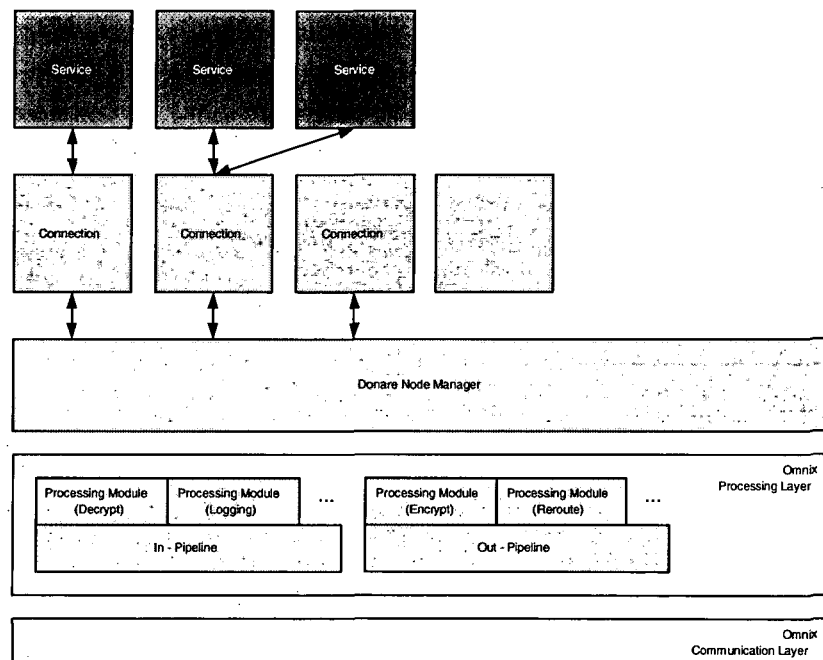 Service
Service
Service
Connection
Connection
Connection
Donare Node Manager
Omnix
Processing Layer
Processing Module
(Decrypt)
Processing Module
(Logging)
...
Processing Module
(Encrypt)
Processing Module
(Reroute)
...
In - Pipeline
Out - Pipeline
Omnix
Communication Layer